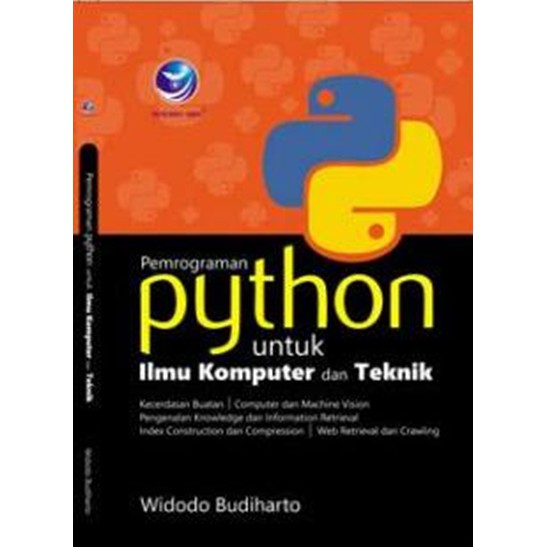 Pemrograman
python
untuk
Ilmu Komputer dan Teknik
Kecerdasan Buatan | Computer dan Machine Vision
Pengenalan Knowledge dan Information Retrieval
Index Construction dan Compression | Web Retrieval dan Crawling
Widodo Budiharto
Pemrograman python untuk Ilmu Komputer dan Teknik
Widodo Budiharto